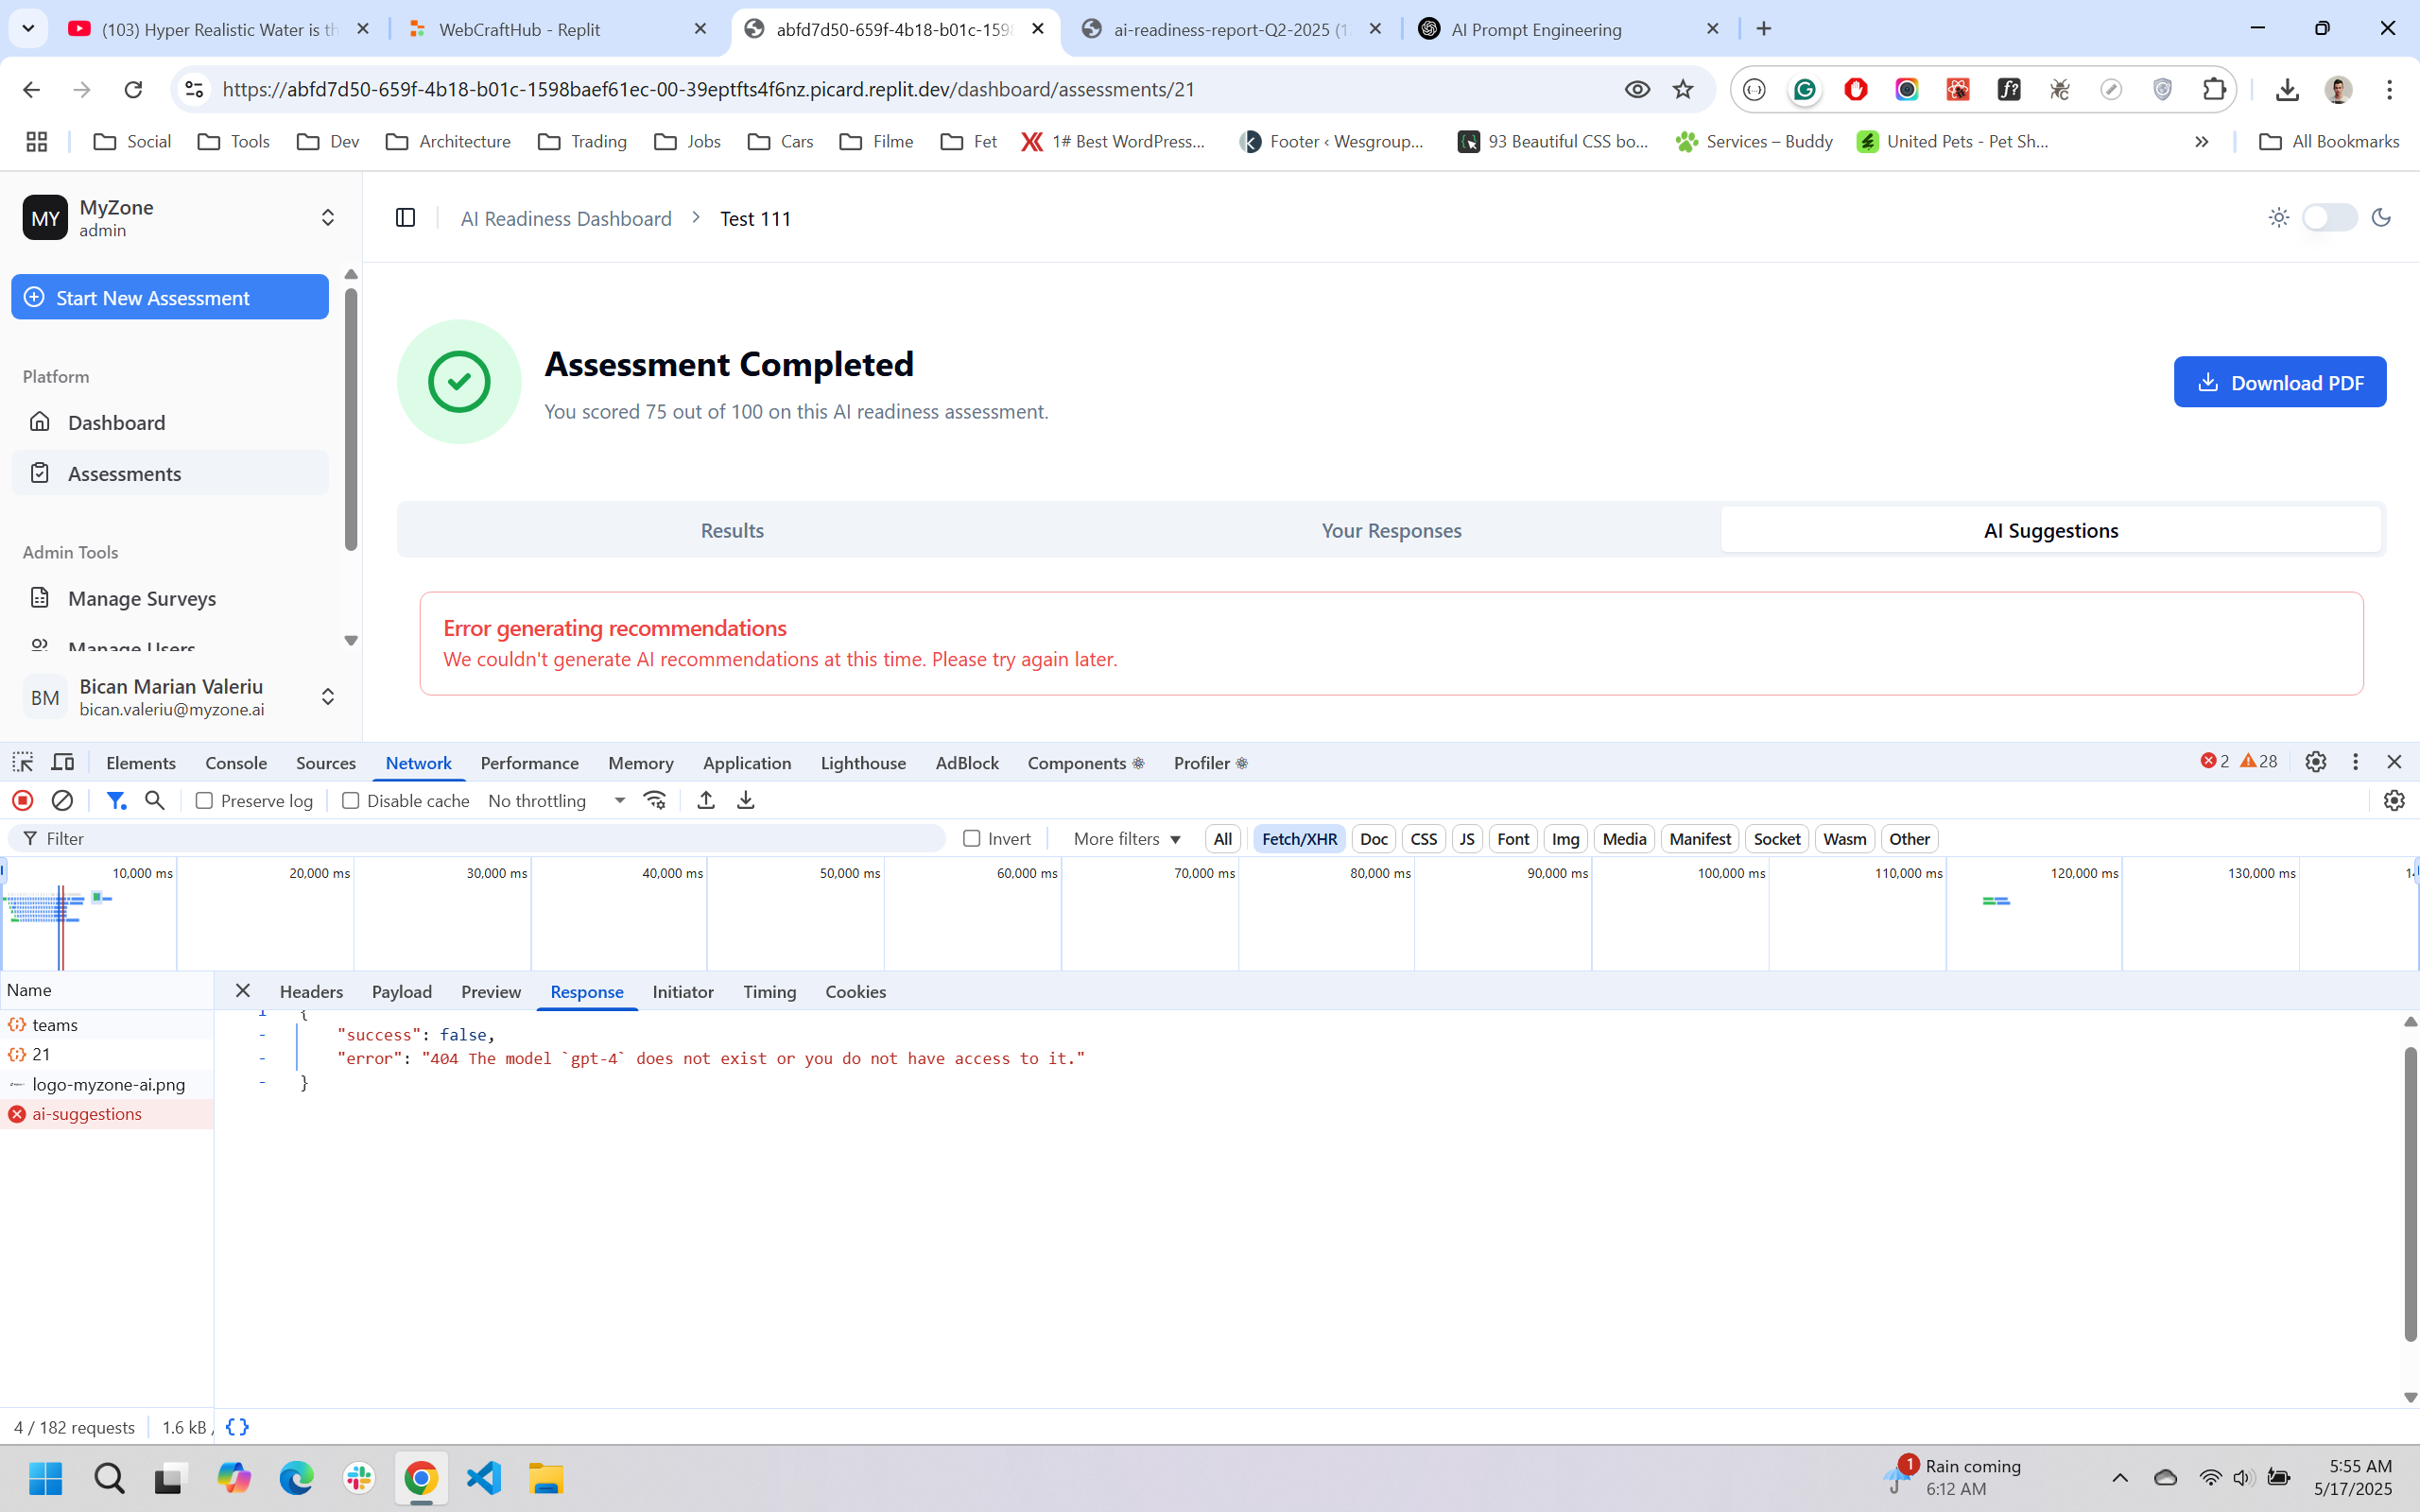 (103) Hyper Realistic Water is th
WebCraftHub - Replit
abfd7d50-659f-4b18-b01c-1598
ai-readiness-report-Q2-2025 (1
AI Prompt Engineering
https://abfd7d50-659f-4b18-b01c-1598baef61ec-00-39eptfts4f6nz.picard.replit.dev/dashboard/assessments/21
Social
Tools
Dev
Architecture
Trading
Jobs
Cars
Filme
Fet
1# Best WordPress...
Footer ‹ Wesgroup...
93 Beautiful CSS bo...
Services – Buddy
United Pets - Pet Sh...
All Bookmarks
MY
MyZone
admin
AI Readiness Dashboard > Test 111
Start New Assessment
Platform
Dashboard
Assessments
Admin Tools
Manage Surveys
Manage Users
BM
Bican Marian Valeriu
bican.valeriu@myzone.ai
Assessment Completed
You scored 75 out of 100 on this AI readiness assessment.
Download PDF
Results
Your Responses
AI Suggestions
Error generating recommendations
We couldn't generate AI recommendations at this time. Please try again later.
Elements
Console
Sources
Network
Performance
Memory
Application
Lighthouse
AdBlock
Components
Profiler
2
28
Preserve log
Disable cache
No throttling
Filter
Invert
More filters
All
Fetch/XHR
Doc
CSS
JS
Font
Img
Media
Manifest
Socket
Wasm
Other
10,000 ms
20,000 ms
30,000 ms
40,000 ms
50,000 ms
60,000 ms
70,000 ms
80,000 ms
90,000 ms
100,000 ms
110,000 ms
120,000 ms
130,000 ms
Name
Headers
Payload
Preview
Response
Initiator
Timing
Cookies
teams
21
logo-myzone-ai.png
ai-suggestions
1 {
- "success": false,
- "error": "404 The model `gpt-4` does not exist or you do not have access to it."
- }
4 / 182 requests
1.6 kB /
{}
1
Rain coming
6:12 AM
5:55 AM
5/17/2025